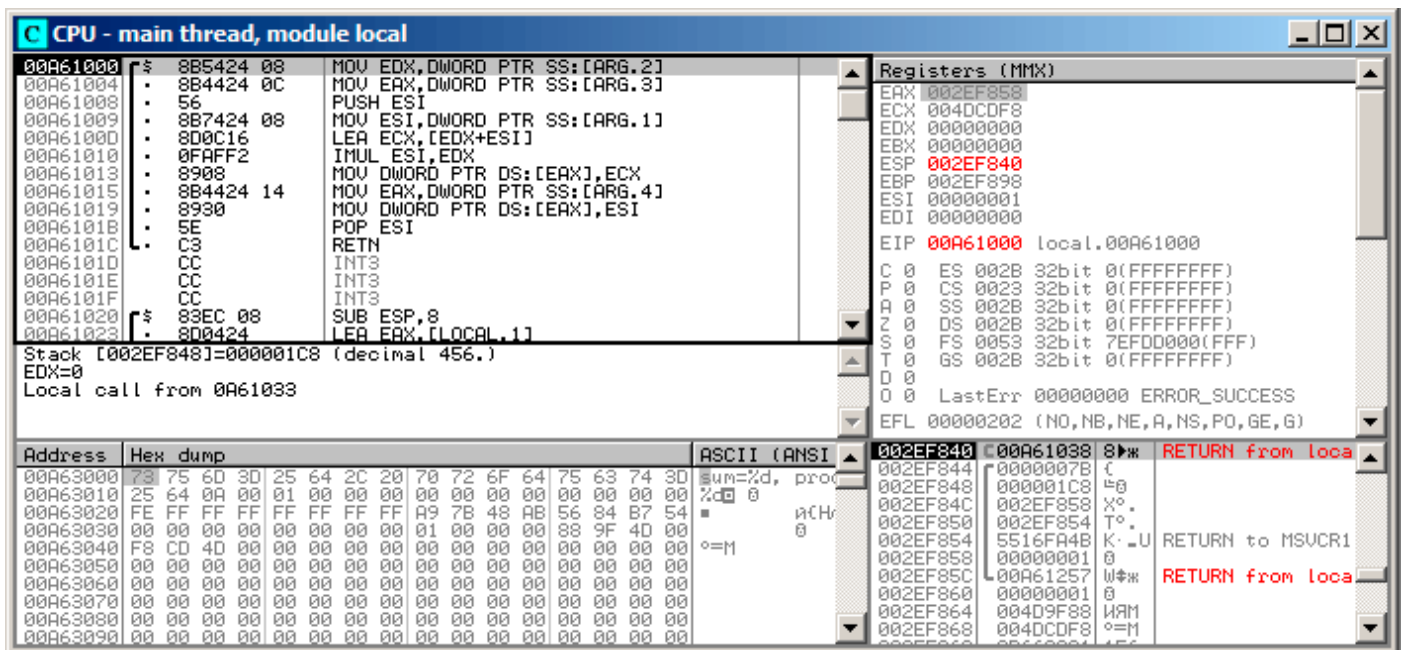 C CPU - main thread, module local
00A61000 $ 8B5424 08 MOV EDX,DWORD PTR SS:[ARG.2]
00A61004 · 8B4424 0C MOV EAX,DWORD PTR SS:[ARG.3]
00A61008 · 56 PUSH ESI
00A61009 · 8B7424 08 MOV ESI,DWORD PTR SS:[ARG.1]
00A6100D · 8D0C16 LEA ECX,[EDX+ESI]
00A61010 · 0FAFF2 IMUL ESI,EDX
00A61013 · 8908 MOV DWORD PTR DS:[EAX],ECX
00A61015 · 8B4424 14 MOV EAX,DWORD PTR SS:[ARG.4]
00A61019 · 8930 MOV DWORD PTR DS:[EAX],ESI
00A6101B · 5E POP ESI
00A6101C · C3 RETN
00A6101D CC INT3
00A6101E CC INT3
00A6101F CC INT3
00A61020 $ 83EC 08 SUB ESP,8
00A61023 · 8D0424 LEA EAX,[LOCAL.1]
Stack [002EF848]=000001C8 (decimal 456.)
EDX=0
Local call from 0A61033
Registers (MMX)
EAX 002EF858
ECX 004DCDF8
EDX 00000000
EBX 00000000
ESP 002EF840
EBP 002EF898
ESI 00000001
EDI 00000000
EIP 00A61000 local.00A61000
C 0 ES 002B 32bit 0(FFFFFFFF)
P 0 CS 0023 32bit 0(FFFFFFFF)
A 0 SS 002B 32bit 0(FFFFFFFF)
Z 0 DS 002B 32bit 0(FFFFFFFF)
S 0 FS 0053 32bit 7EFDD000(FFF)
T 0 GS 002B 32bit 0(FFFFFFFF)
D 0
O 0 LastErr 00000000 ERROR_SUCCESS
EFL 00000202 (NO,NB,NE,A,NS,PO,GE,G)
Address Hex dump ASCII (ANSI
00A63000 73 75 6D 3D 25 64 2C 20 70 72 6F 64 75 63 74 3D sum=%d, prod
00A63010 25 64 0A 00 01 00 00 00 00 00 00 00 00 00 00 00 %d
00A63020 FE FF FF FF FF FF FF FF A9 7B 48 AB 56 84 B7 54
00A63030 00 00 00 00 00 00 00 00 01 00 00 00 88 9F 4D 00
00A63040 F8 CD 4D 00 00 00 00 00 00 00 00 00 00 00 00 00 °=M
00A63050 00 00 00 00 00 00 00 00 00 00 00 00 00 00 00 00
00A63060 00 00 00 00 00 00 00 00 00 00 00 00 00 00 00 00
00A63070 00 00 00 00 00 00 00 00 00 00 00 00 00 00 00 00
00A63080 00 00 00 00 00 00 00 00 00 00 00 00 00 00 00 00
00A63090 00 00 00 00 00 00 00 00 00 00 00 00 00 00 00 00
002EF840 C 00A61038 8►ж RETURN from loca
002EF844 0000007B {
002EF848 000001C8
002EF84C 002EF858 X°.
002EF850 002EF854 T°.
002EF854 5516FA4B K·▬U RETURN to MSVCR1
002EF858 00000001
002EF85C 00A61257 W↕ж RETURN from loca
002EF860 00000001
002EF864 004D9F88 ИЯM
002EF868 004DCDF8 °=M